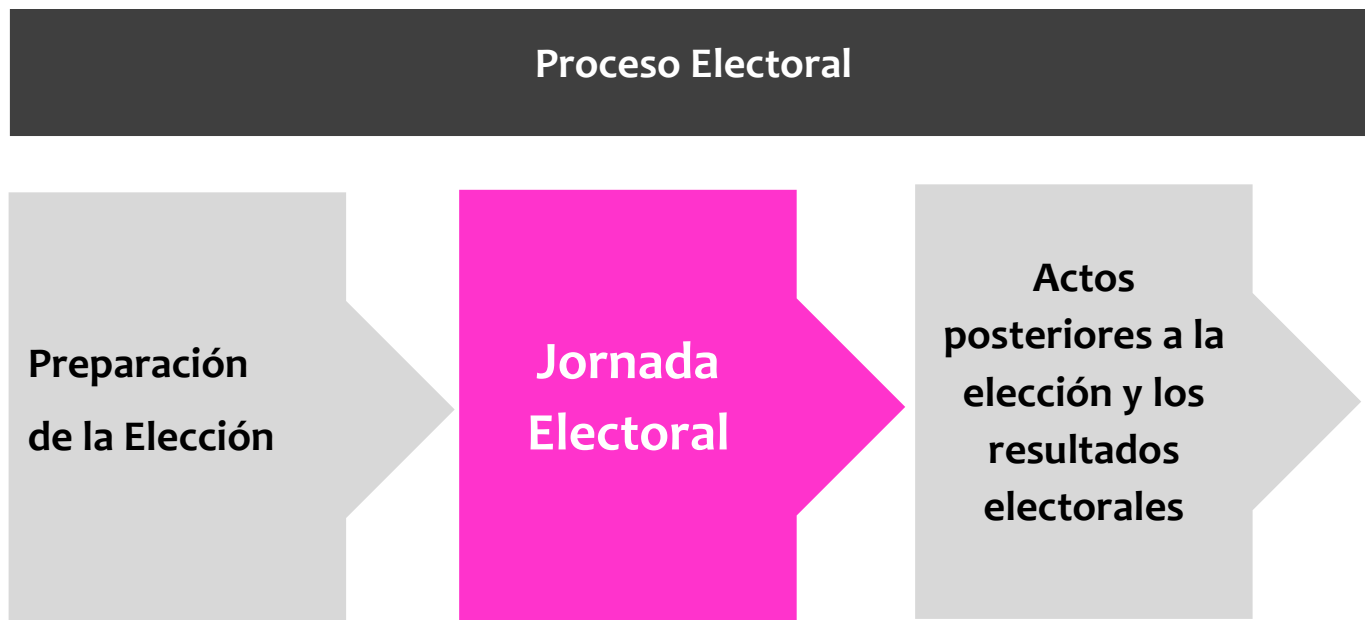 Proceso Electoral
Preparación
de la Elección
Jornada
Electoral
Actos
posteriores a la
elección y los
resultados
electorales